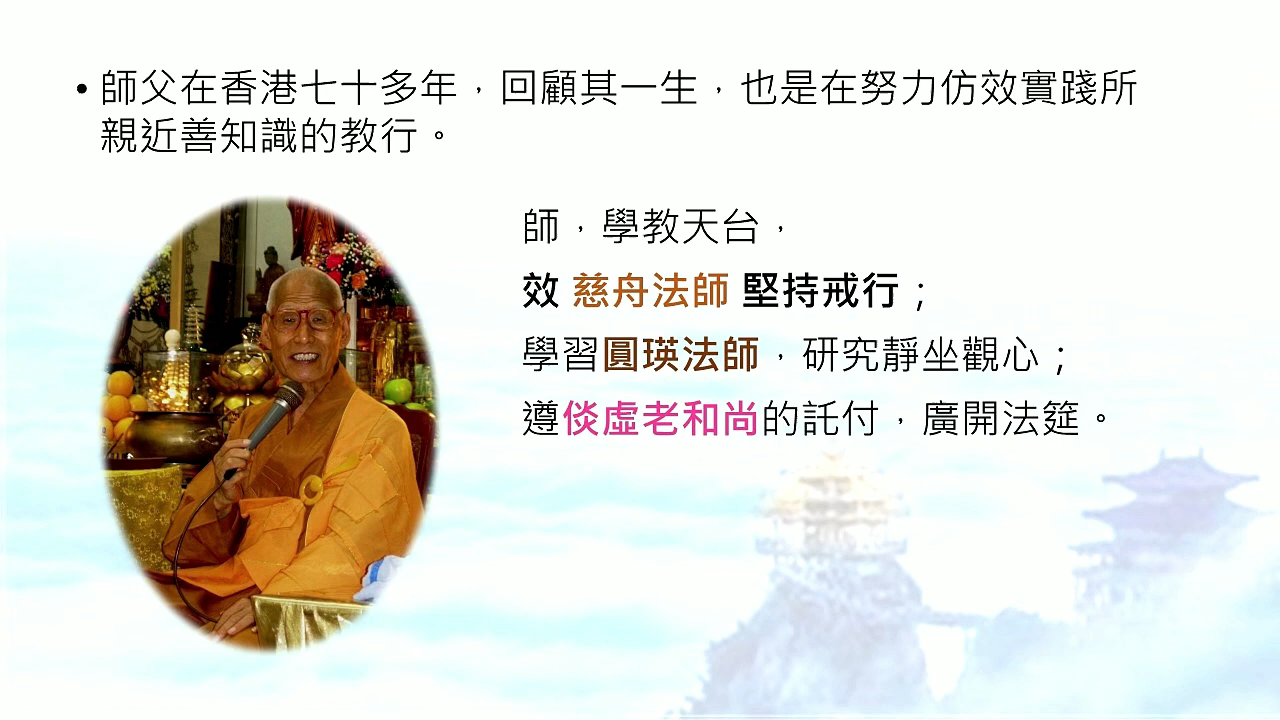 • 師父在香港七十多年，回顧其一生，也是在努力仿效實踐所
親近善知識的教行。
師，學教天台，
效 慈舟法師 堅持戒行；
學習圓瑛法師，研究靜坐觀心；
遵倓虛老和尚的託付，廣開法筵。